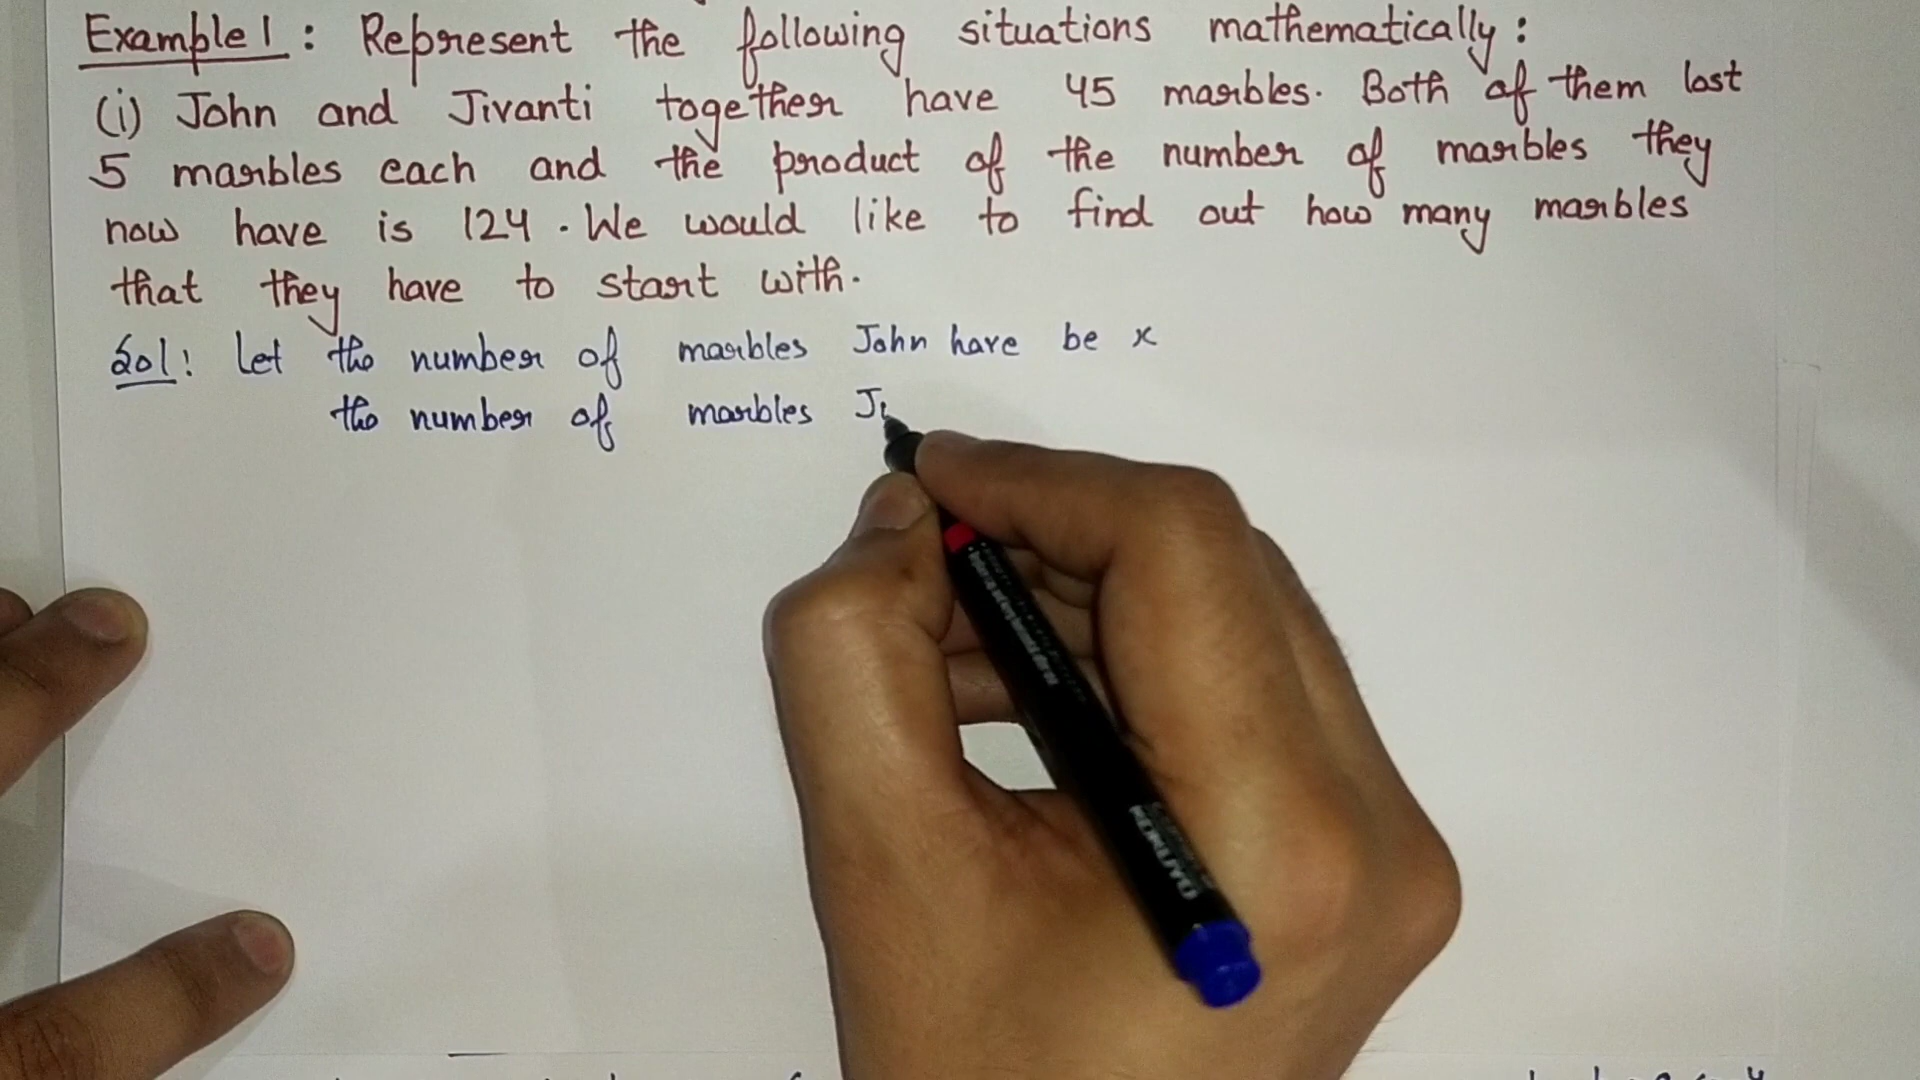 Example 1 : Represent the following situations mathematically :
(i) John and Jivanti together have 45 marbles. Both of them lost
5 marbles each and the product of the number of marbles they
now have is 124. We would like to find out how many marbles
that they have to start with.
Sol: Let the number of marbles John have be x
the number of marbles Ji
KOKUYO